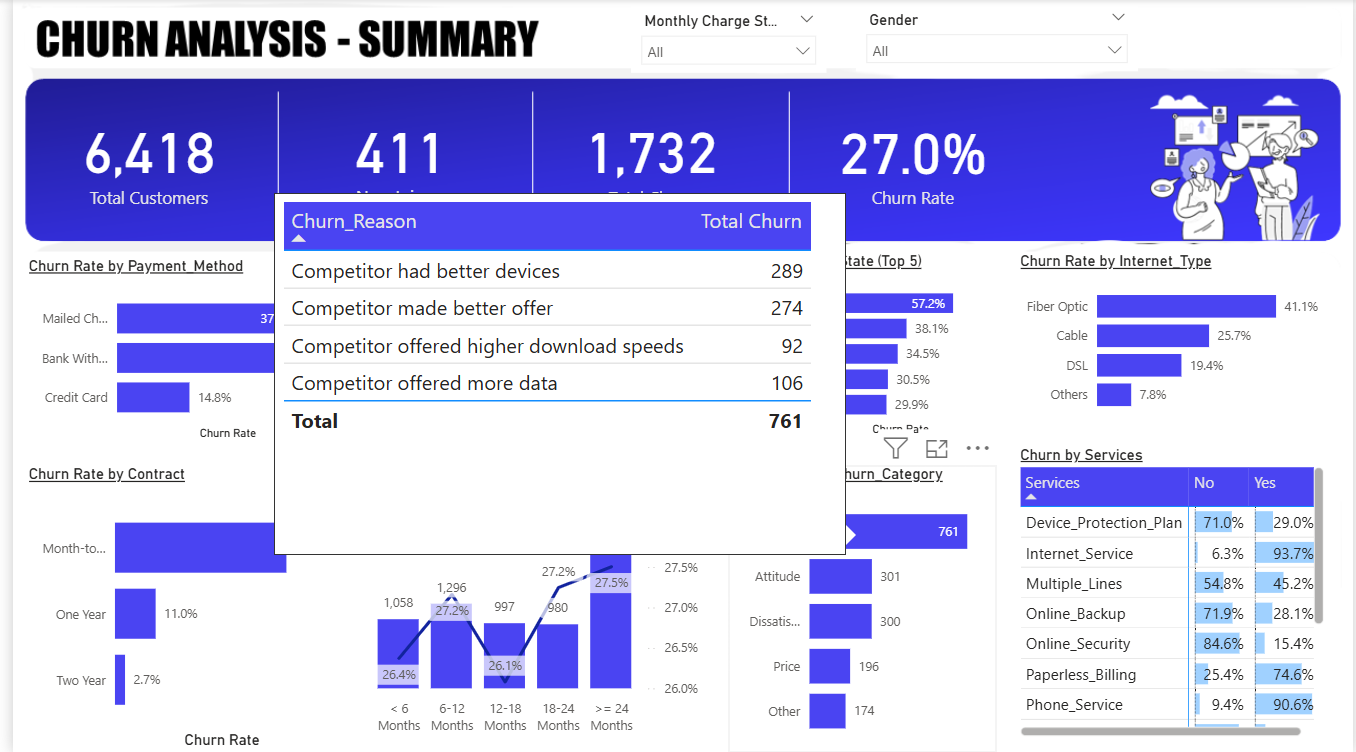 CHURN ANALYSIS - SUMMARY
Monthly Charge St...
All
Gender
All
6,418
Total Customers
411
1,732
27.0%
Churn Rate
Churn_Reason Total Churn
Competitor had better devices 289
Competitor made better offer 274
Competitor offered higher download speeds 92
Competitor offered more data 106
Total 761
Churn Rate by Payment_Method
Mailed Ch... 37
Bank With...
Credit Card 14.8%
Churn Rate
State (Top 5)
57.2%
38.1%
34.5%
30.5%
29.9%
Churn Rate
Churn Rate by Internet_Type
Fiber Optic 41.1%
Cable 25.7%
DSL 19.4%
Others 7.8%
Churn Rate by Contract
Month-to...
One Year 11.0%
Two Year 2.7%
Churn Rate
1,058 1,296 997 980
26.4% 27.2% 26.1% 27.2% 27.5%
27.5%
27.0%
26.5%
26.0%
< 6 Months
6-12 Months
12-18 Months
18-24 Months
>= 24 Months
hurn_Category
761
Attitude 301
Dissatis... 300
Price 196
Other 174
Churn by Services
Services No Yes
Device_Protection_Plan 71.0% 29.0%
Internet_Service 6.3% 93.7%
Multiple_Lines 54.8% 45.2%
Online_Backup 71.9% 28.1%
Online_Security 84.6% 15.4%
Paperless_Billing 25.4% 74.6%
Phone_Service 9.4% 90.6%